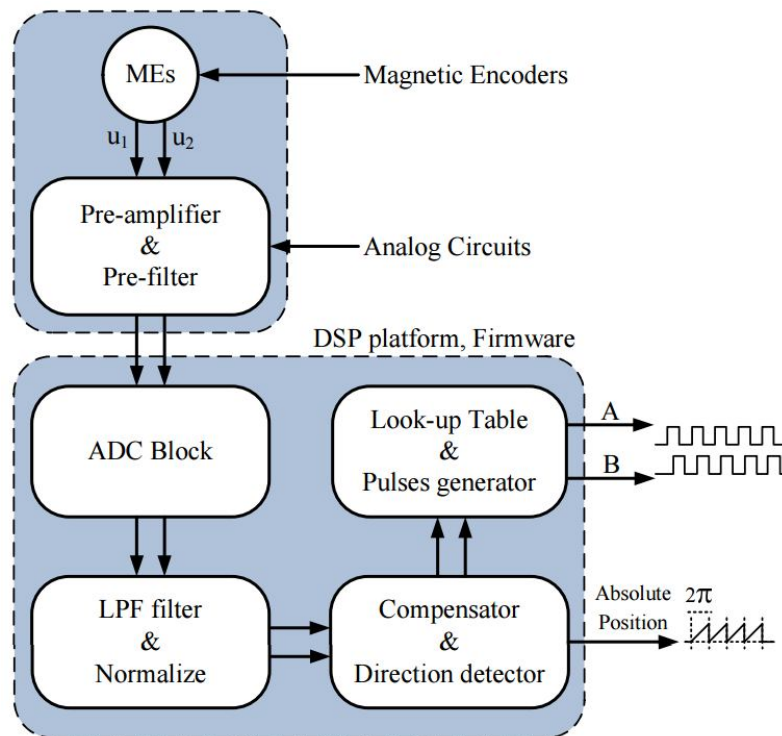 MEs
Magnetic Encoders
u1
u2
Pre-amplifier
&
Pre-filter
Analog Circuits
DSP platform, Firmware
ADC Block
Look-up Table
&
Pulses generator
A
B
LPF filter
&
Normalize
Compensator
&
Direction detector
Absolute
Position
2π